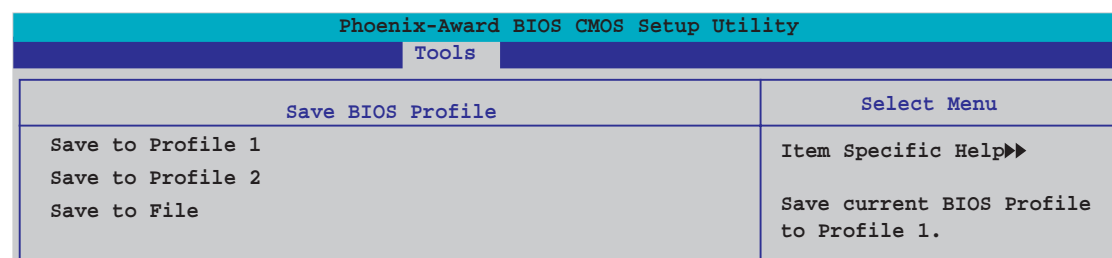 Phoenix-Award BIOS CMOS Setup Utility
Tools
Save BIOS Profile
Save to Profile 1
Save to Profile 2
Save to File
Select Menu
Item Specific Help▶▶
Save current BIOS Profile
to Profile 1.